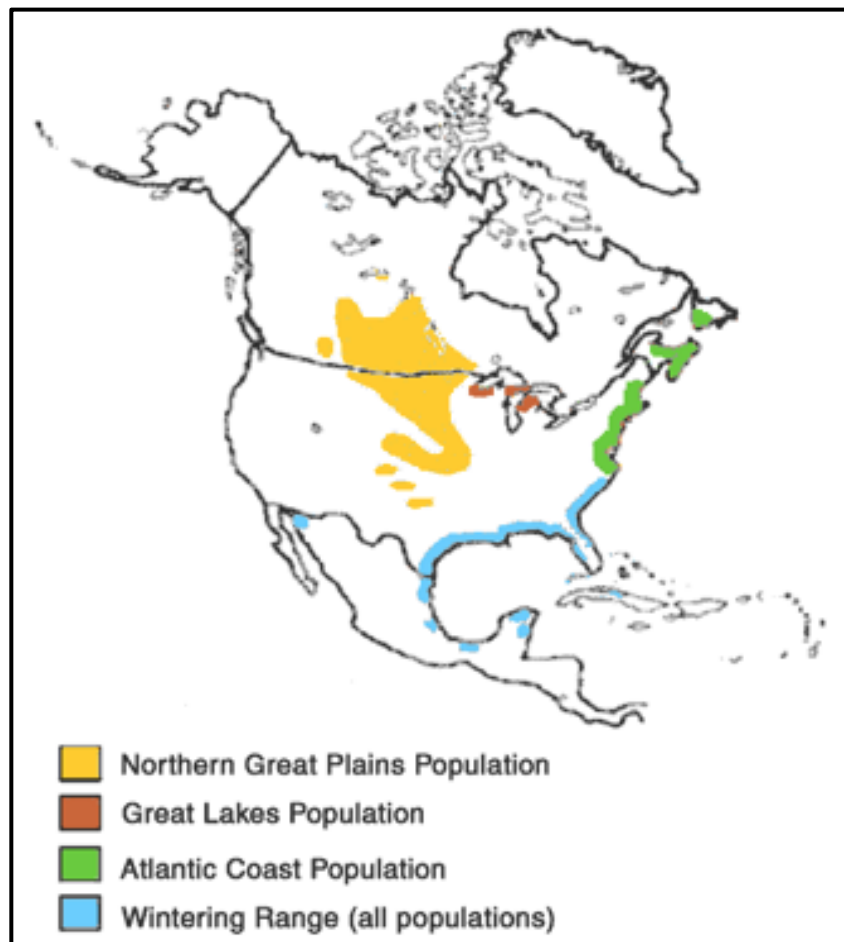 Northern Great Plains Population
Great Lakes Population
Atlantic Coast Population
Wintering Range (all populations)